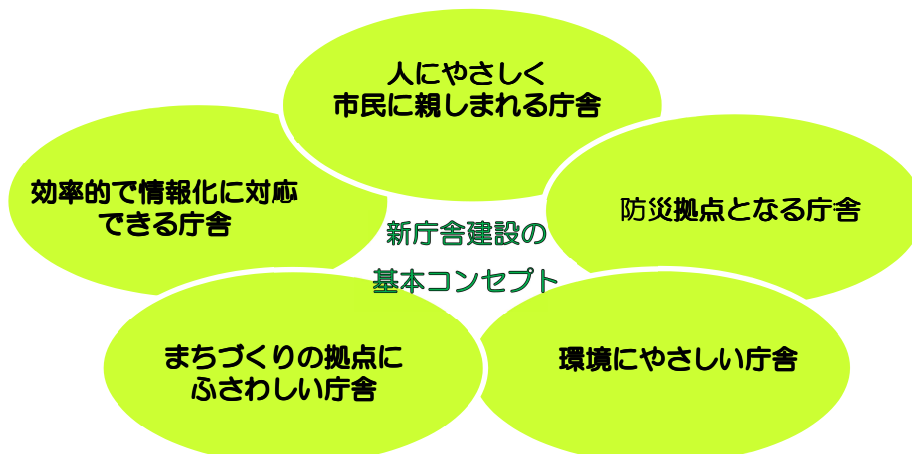 人にやさしく
市民に親しまれる庁舎
効率的で情報化に対応
できる庁舎
防災拠点となる庁舎
新庁舎建設の
基本コンセプト
まちづくりの拠点に
ふさわしい庁舎
環境にやさしい庁舎